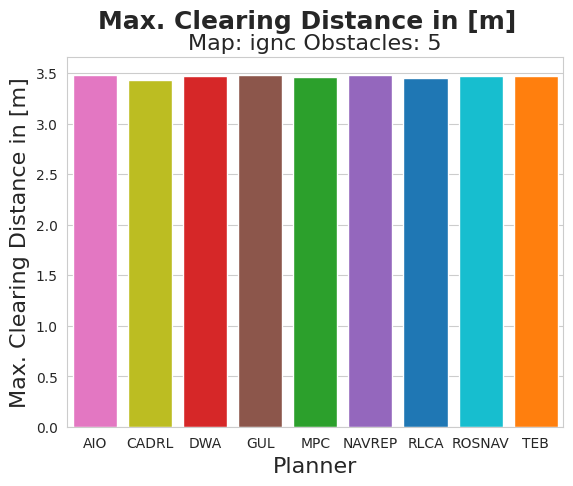 Max. Clearing Distance in [m]
Map: ignc Obstacles: 5
Max. Clearing Distance in [m]
3.5
3.0
2.5
2.0
1.5
1.0
0.5
0.0
AIO CADRL DWA GUL MPC NAVREP RLCA ROSNAV TEB
Planner